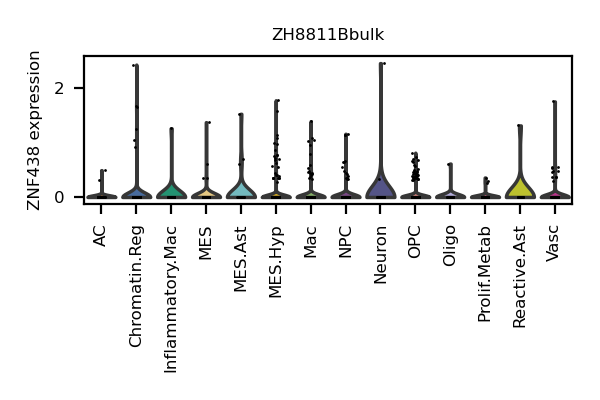 ZH8811Bbulk
ZNF438 expression
2
0
AC
Chromatin.Reg
Inflammatory.Mac
MES
MES.Ast
MES.Hyp
Mac
NPC
Neuron
OPC
Oligo
Prolif.Metab
Reactive.Ast
Vasc